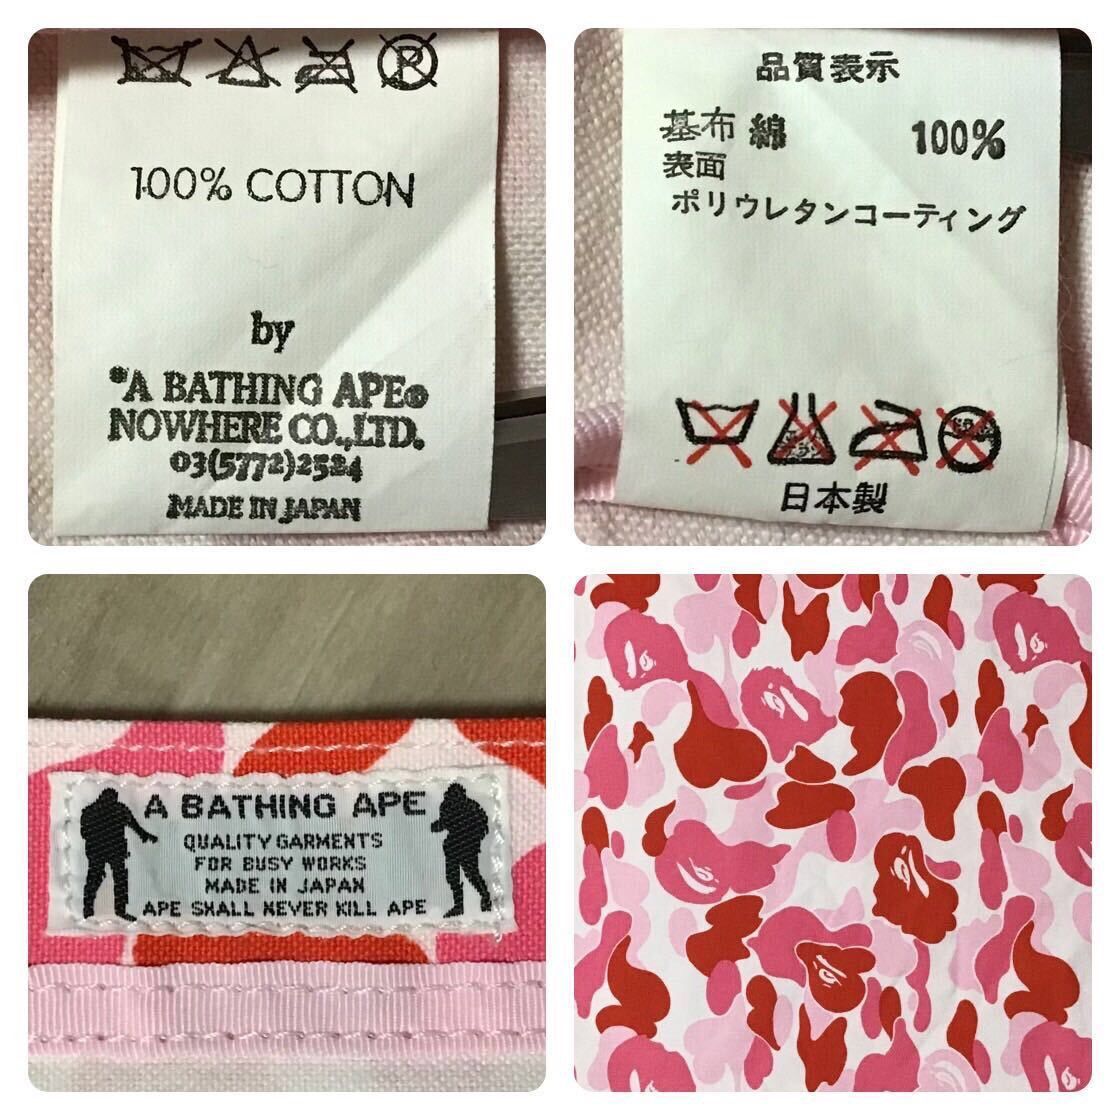 100% COTTON
by
A BATHING APE®
NOWHERE CO.,LTD.
03(5772)2524
MADE IN JAPAN
品質表示
基布 綿 100%
表面
ポリウレタンコーティング
日本製
A BATHING APE
QUALITY GARMENTS
FOR BUSY WORKS
MADE IN JAPAN
APE SHALL NEVER KILL APE